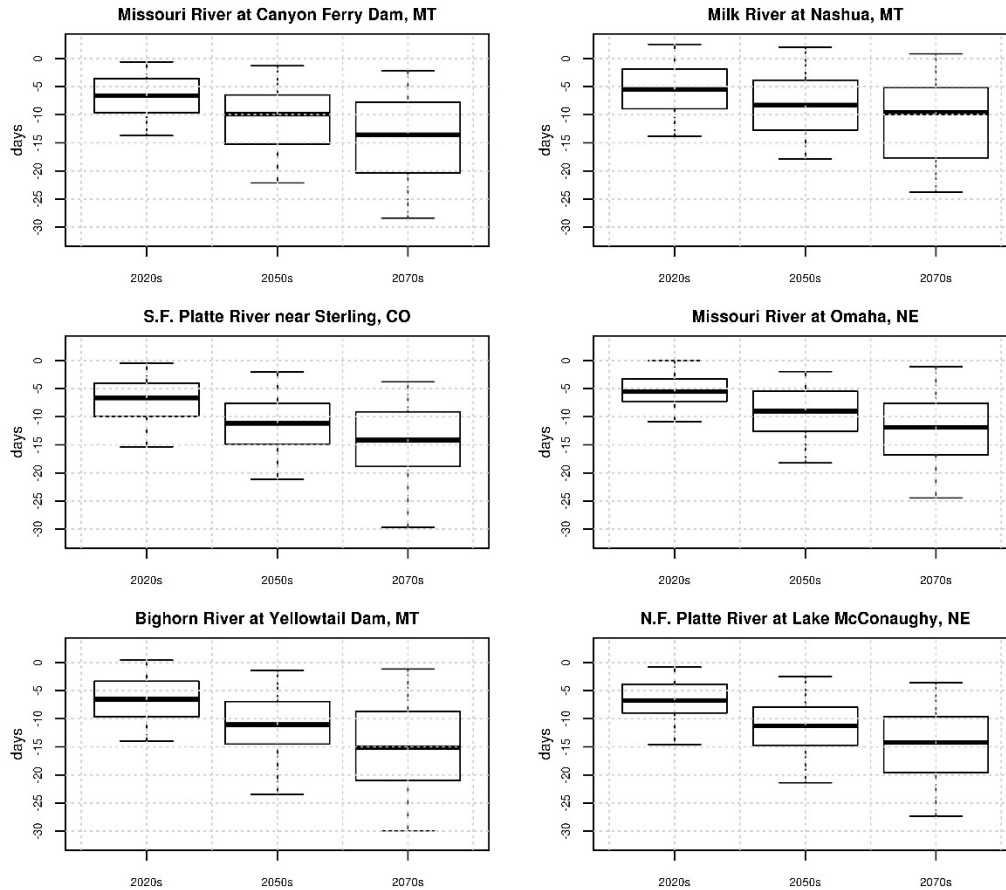 Missouri River at Canyon Ferry Dam, MT
days
0
-5
-10
-15
-20
-25
-30
2020s 2050s 2070s
Milk River at Nashua, MT
days
0
-5
-10
-15
-20
-25
-30
2020s 2050s 2070s
S.F. Platte River near Sterling, CO
days
0
-5
-10
-15
-20
-25
-30
2020s 2050s 2070s
Missouri River at Omaha, NE
days
0
-5
-10
-15
-20
-25
-30
2020s 2050s 2070s
Bighorn River at Yellowtail Dam, MT
days
0
-5
-10
-15
-20
-25
-30
2020s 2050s 2070s
N.F. Platte River at Lake McConaughy, NE
days
0
-5
-10
-15
-20
-25
-30
2020s 2050s 2070s